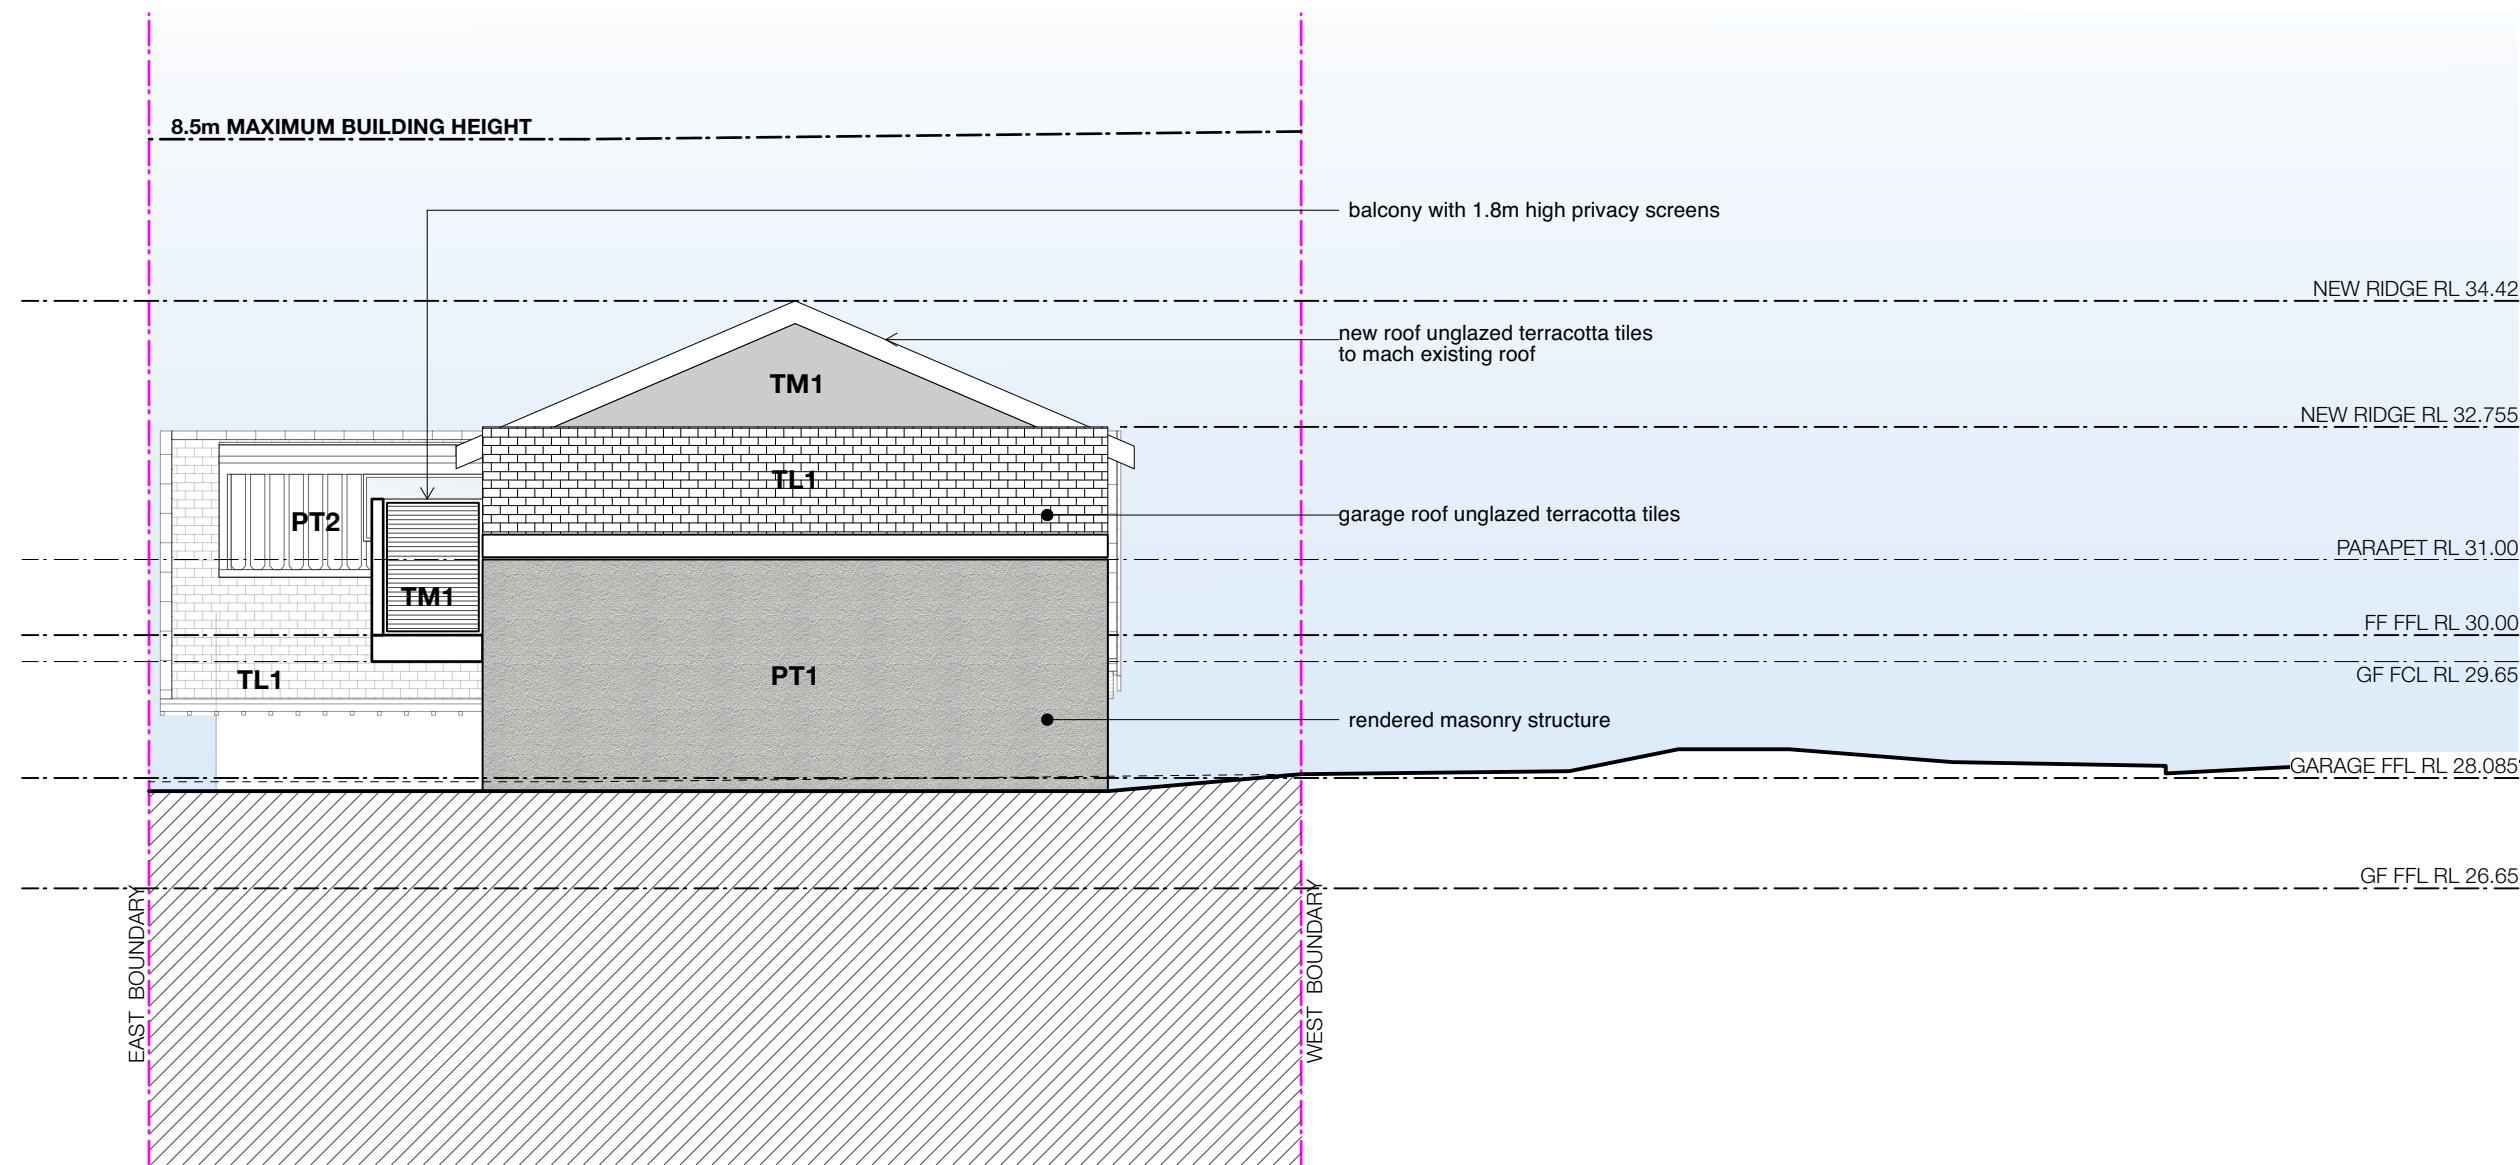 8.5m MAXIMUM BUILDING HEIGHT
balcony with 1.8m high privacy screens
NEW RIDGE RL 34.42
new roof unglazed terracotta tiles
to mach existing roof
TM1
NEW RIDGE RL 32.755
TL1
garage roof unglazed terracotta tiles
PT2
PARAPET RL 31.00
TM1
FF FFL RL 30.00
TL1
PT1
GF FCL RL 29.65
rendered masonry structure
GARAGE FFL RL 28.085
GF FFL RL 26.65
EAST BOUNDARY
WEST BOUNDARY